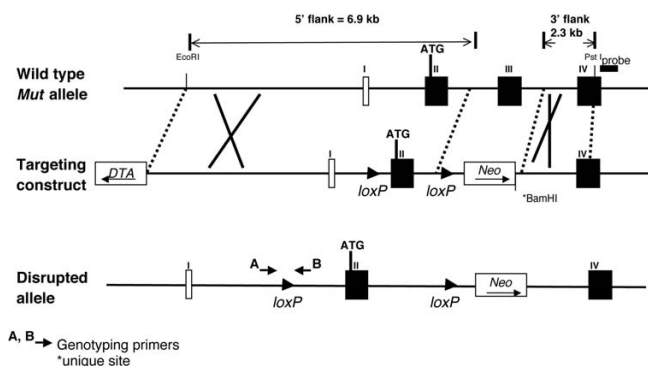 5' flank = 6.9 kb
3' flank
2.3 kb
EcoRI
ATG
Pst I
probe
I
II
III
IV
Wild type
Mut allele
ATG
I
II
IV
Targeting
construct
DTA
loxP
loxP
Neo
*BamHI
ATG
I
A
B
II
IV
Disrupted
allele
loxP
loxP
Neo
A, B
Genotyping primers
*unique site